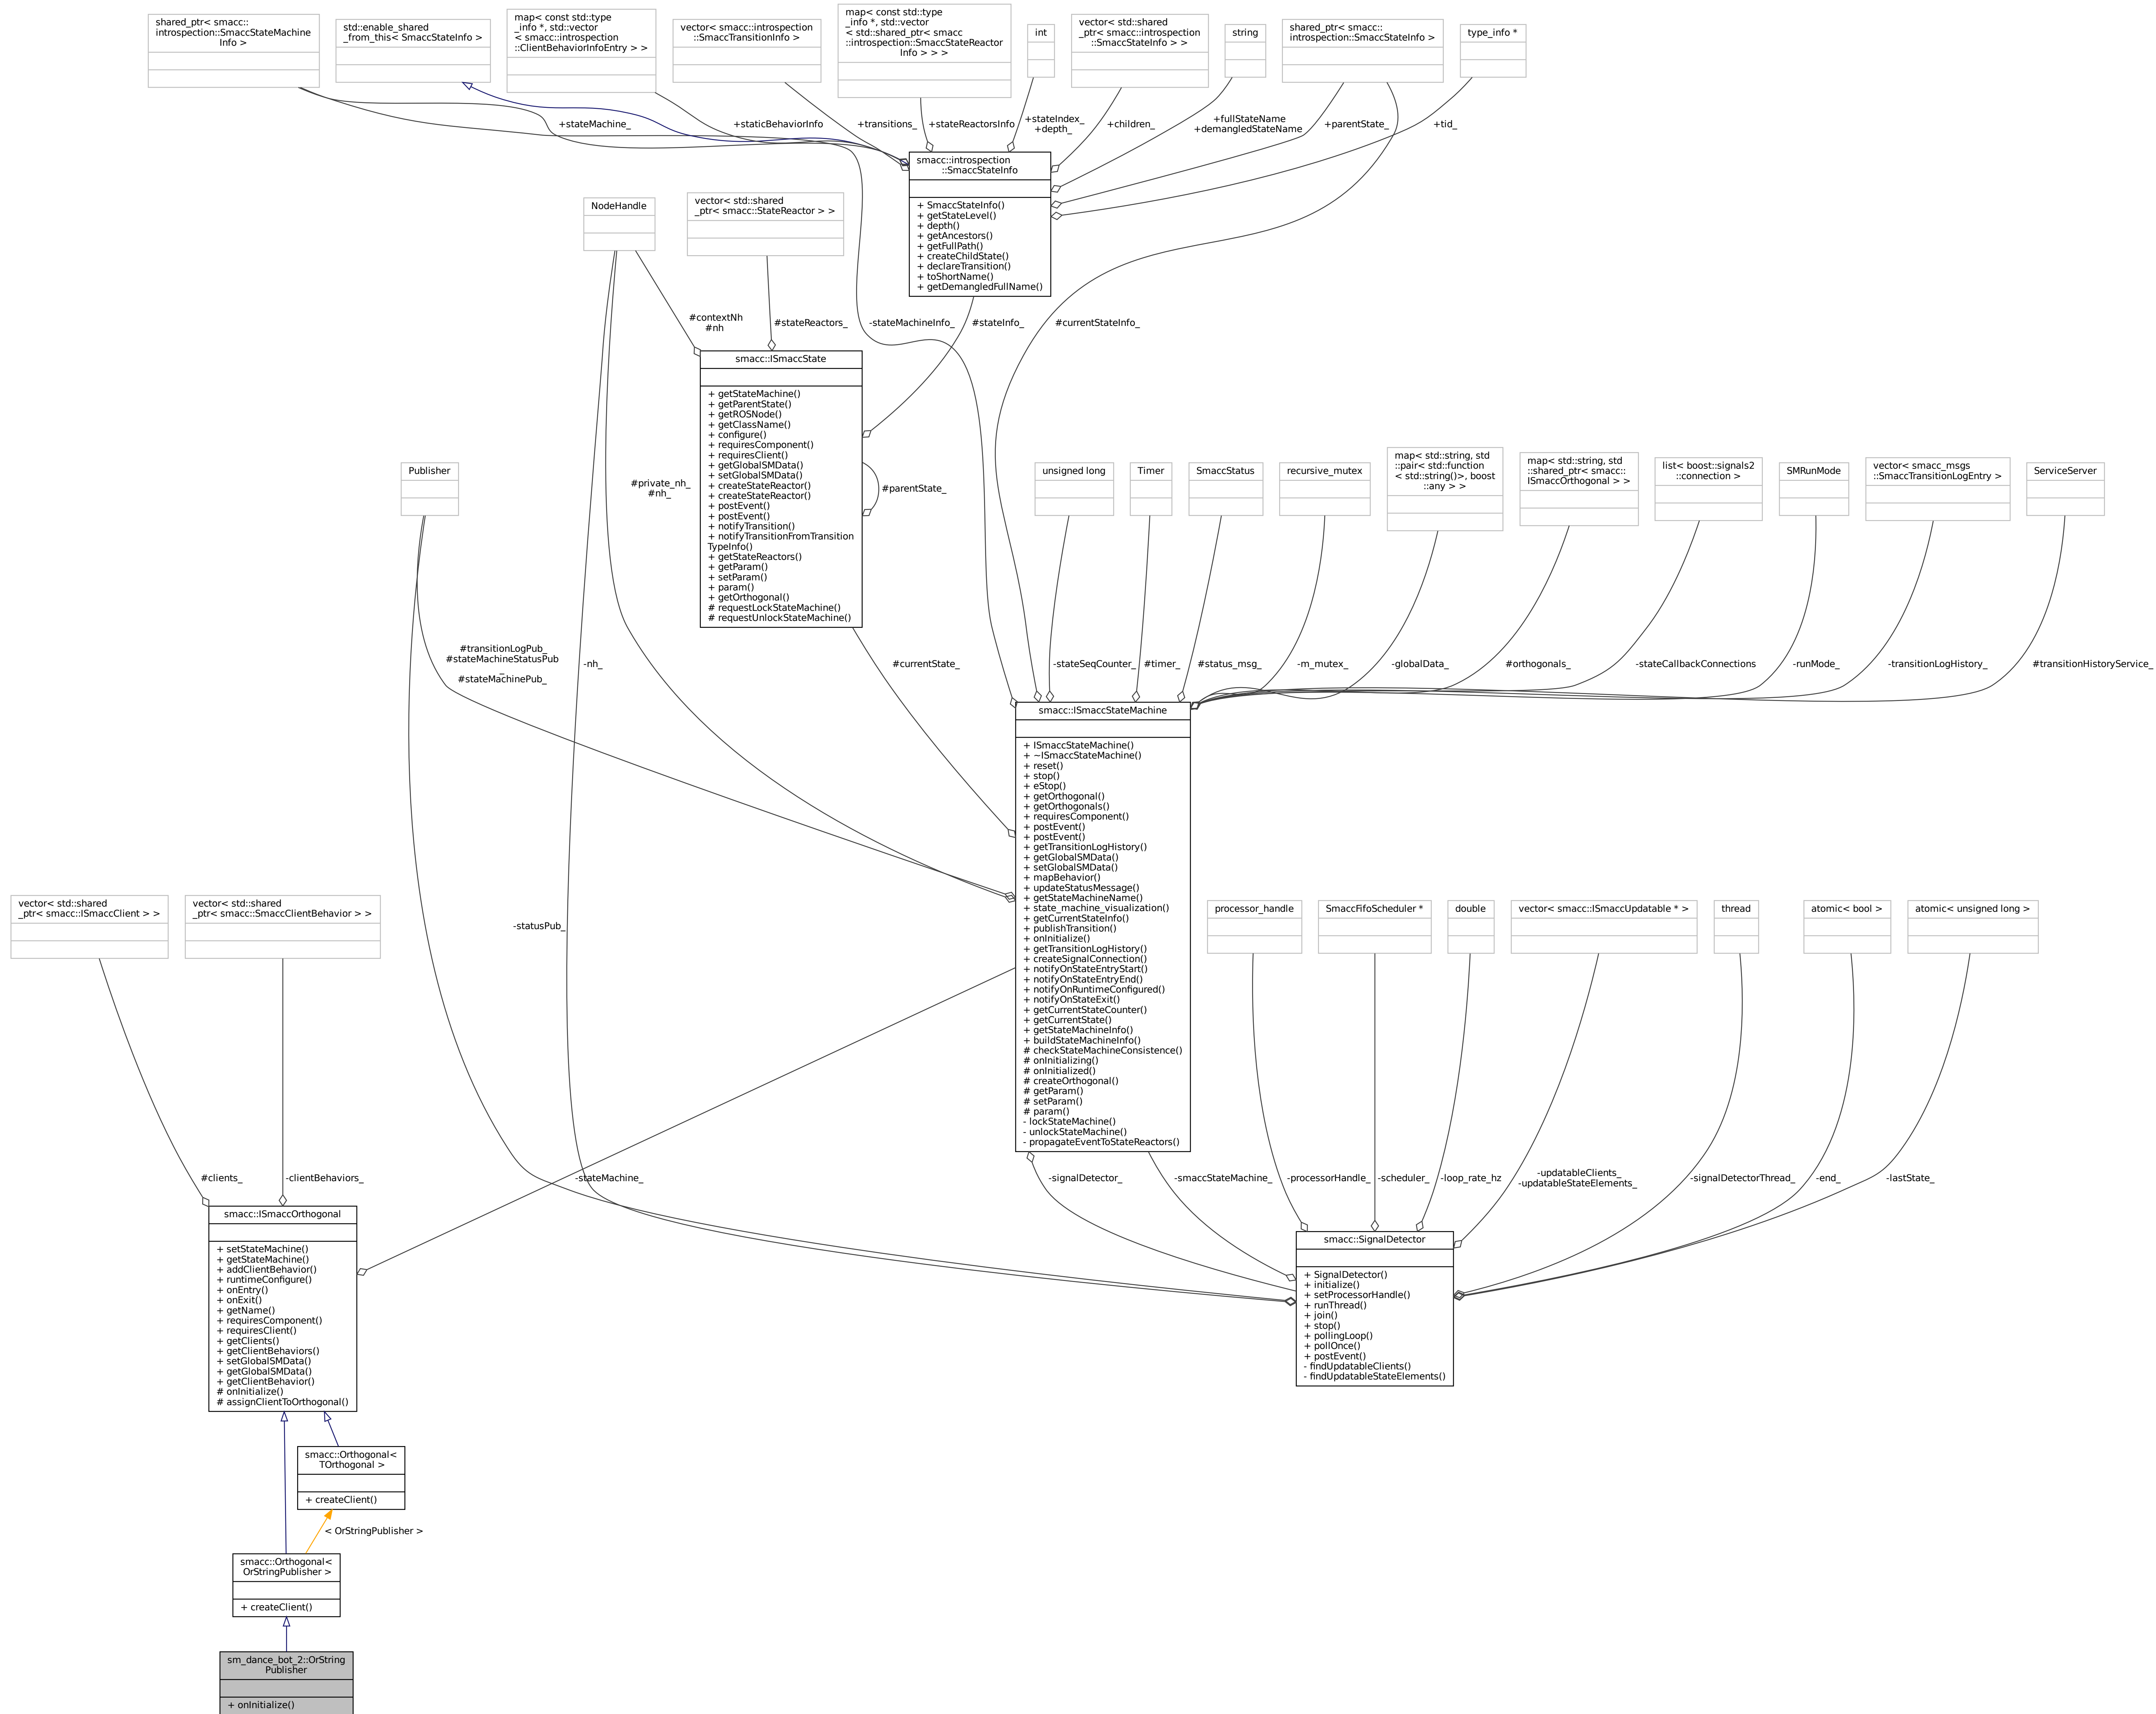 shared_ptr< smacc::
introspection::SmaccStateMachine
Info >
std::enable_shared
_from_this< SmaccStateInfo >
map< const std::type
_info *, std::vector
< smacc::introspection
::ClientBehaviorInfoEntry > >
vector< smacc::introspection
::SmaccTransitionInfo >
map< const std::type
_info *, std::vector
< std::shared_ptr< smacc
::introspection::SmaccStateReactor
Info > > >
int
vector< std::shared
_ptr< smacc::introspection
::SmaccStateInfo > >
string
shared_ptr< smacc::
introspection::SmaccStateInfo >
type_info *
+stateMachine_
+staticBehaviorInfo
+transitions_
+stateReactorsInfo
+stateIndex_
+depth_
+children_
+fullStateName
+demangledStateName
+parentState_
+tid_
smacc::introspection
::SmaccStateInfo
+ SmaccStateInfo()
+ getStateLevel()
+ depth()
+ getAncestors()
+ getFullPath()
+ createChildState()
+ declareTransition()
+ toShortName()
+ getDemangledFullName()
NodeHandle
vector< std::shared
_ptr< smacc::StateReactor > >
#contextNh
#nh
#stateReactors_
-stateMachineInfo_
#stateInfo_
#currentStateInfo_
smacc::ISmaccState
+ getStateMachine()
+ getParentState()
+ getROSNode()
+ getClassName()
+ configure()
+ requiresComponent()
+ requiresClient()
+ getGlobalSMData()
+ setGlobalSMData()
+ createStateReactor()
+ createStateReactor()
+ postEvent()
+ postEvent()
+ notifyTransition()
+ notifyTransitionFromTransition
TypeInfo()
+ getStateReactors()
+ getParam()
+ setParam()
+ param()
+ getOrthogonal()
# requestLockStateMachine()
# requestUnlockStateMachine()
#parentState_
Publisher
#private_nh_
#nh_
unsigned long
Timer
SmaccStatus
recursive_mutex
map< std::string, std
::pair< std::function
< std::string()>, boost
::any > >
map< std::string, std
::shared_ptr< smacc::
ISmaccOrthogonal > >
list< boost::signals2
::connection >
SMRunMode
vector< smacc_msgs
::SmaccTransitionLogEntry >
ServiceServer
#transitionLogPub_
#stateMachineStatusPub
_
#stateMachinePub_
-nh_
#currentState_
-stateSeqCounter_
#timer_
#status_msg_
-m_mutex_
-globalData_
#orthogonals_
-stateCallbackConnections
-runMode_
-transitionLogHistory_
#transitionHistoryService_
smacc::ISmaccStateMachine
+ ISmaccStateMachine()
+ ~ISmaccStateMachine()
+ reset()
+ stop()
+ eStop()
+ getOrthogonal()
+ getOrthogonals()
+ requiresComponent()
+ postEvent()
+ postEvent()
+ getTransitionLogHistory()
+ getGlobalSMData()
+ setGlobalSMData()
+ mapBehavior()
+ updateStatusMessage()
+ getStateMachineName()
+ state_machine_visualization()
+ getCurrentStateInfo()
+ publishTransition()
+ onInitialize()
+ getTransitionLogHistory()
+ createSignalConnection()
+ notifyOnStateEntryStart()
+ notifyOnStateEntryEnd()
+ notifyOnRuntimeConfigured()
+ notifyOnStateExit()
+ getCurrentStateCounter()
+ getCurrentState()
+ getStateMachineInfo()
+ buildStateMachineInfo()
# checkStateMachineConsistence()
# onInitializing()
# onInitialized()
# createOrthogonal()
# getParam()
# setParam()
# param()
- lockStateMachine()
- unlockStateMachine()
- propagateEventToStateReactors()
vector< std::shared
_ptr< smacc::ISmaccClient > >
vector< std::shared
_ptr< smacc::SmaccClientBehavior > >
-statusPub_
processor_handle
SmaccFifoScheduler *
double
vector< smacc::ISmaccUpdatable * >
thread
atomic< bool >
atomic< unsigned long >
#clients_
-clientBehaviors_
-stateMachine_
-signalDetector_
-smaccStateMachine_
-processorHandle_
-scheduler_
-loop_rate_hz
-updatableClients_
-updatableStateElements_
-signalDetectorThread_
-end_
-lastState_
smacc::ISmaccOrthogonal
+ setStateMachine()
+ getStateMachine()
+ addClientBehavior()
+ runtimeConfigure()
+ onEntry()
+ onExit()
+ getName()
+ requiresComponent()
+ requiresClient()
+ getClients()
+ getClientBehaviors()
+ setGlobalSMData()
+ getGlobalSMData()
+ getClientBehavior()
# onInitialize()
# assignClientToOrthogonal()
smacc::SignalDetector
+ SignalDetector()
+ initialize()
+ setProcessorHandle()
+ runThread()
+ join()
+ stop()
+ pollingLoop()
+ pollOnce()
+ postEvent()
- findUpdatableClients()
- findUpdatableStateElements()
smacc::Orthogonal<
TOrthogonal >
+ createClient()
< OrStringPublisher >
smacc::Orthogonal<
OrStringPublisher >
+ createClient()
sm_dance_bot_2::OrString
Publisher
+ onInitialize()